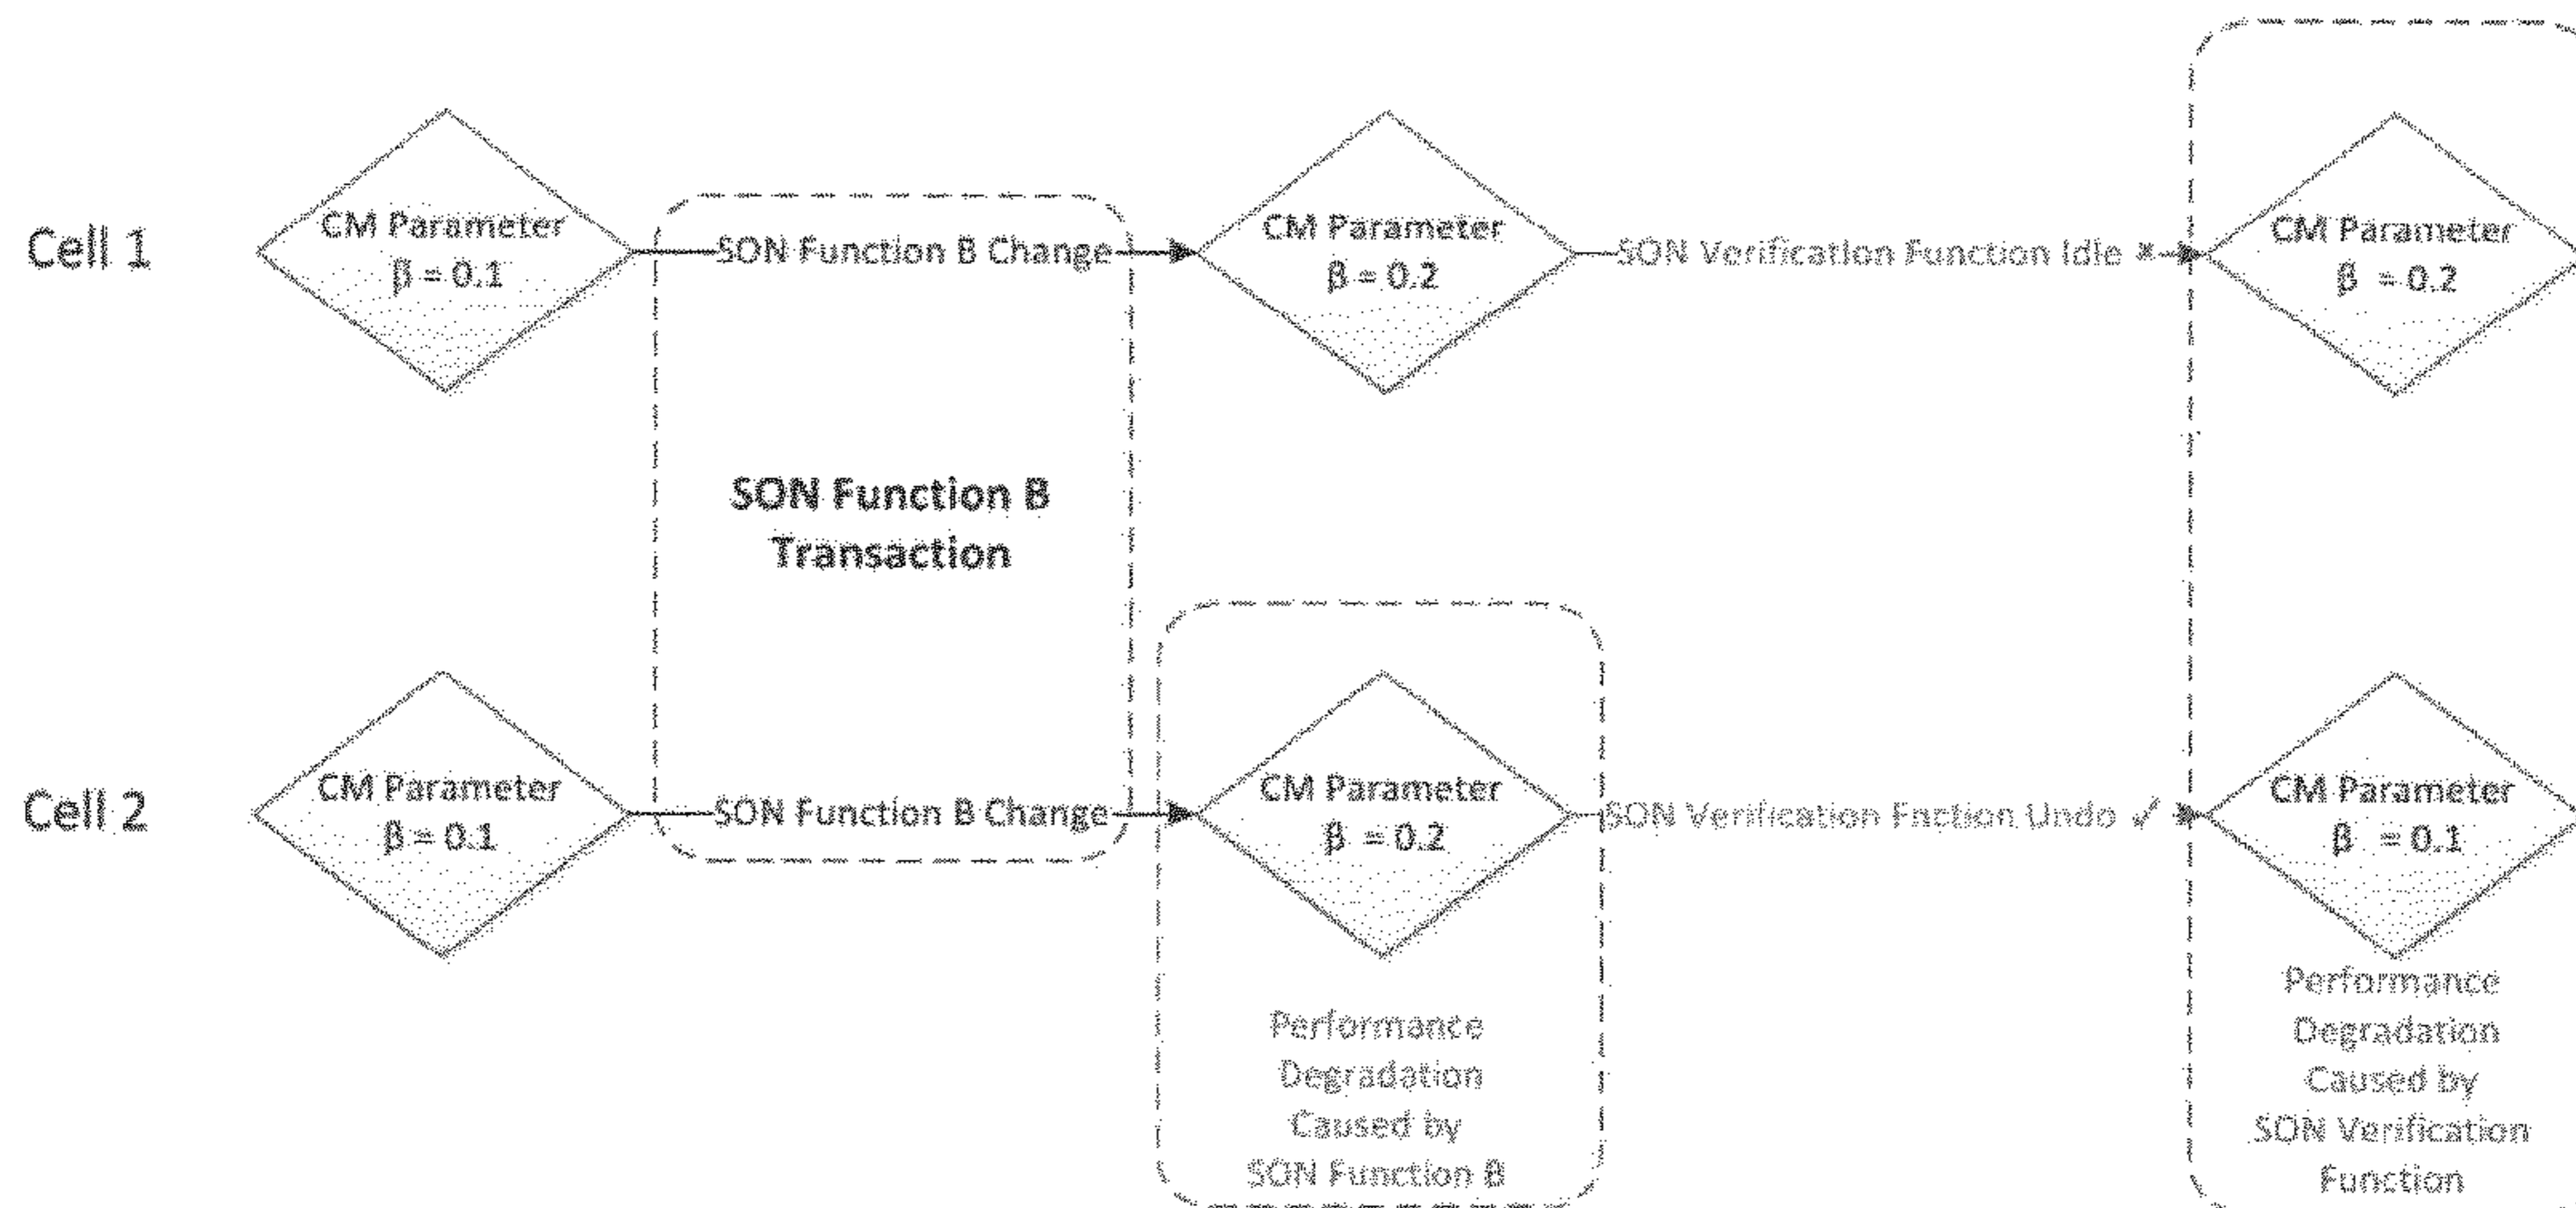 Cell 1
CM Parameter
β = 0.1
SON Function B Change
CM Parameter
β = 0.2
SON Verification Function Idle ×
CM Parameter
β = 0.2
SON Function B
Transaction
Cell 2
CM Parameter
β = 0.1
SON Function B Change
CM Parameter
β = 0.2
SON Verification Fnction Undo ✓
CM Parameter
β = 0.1
Performance
Degradation
Caused by
SON Function B
Performance
Degradation
Caused by
SON Verification
Function